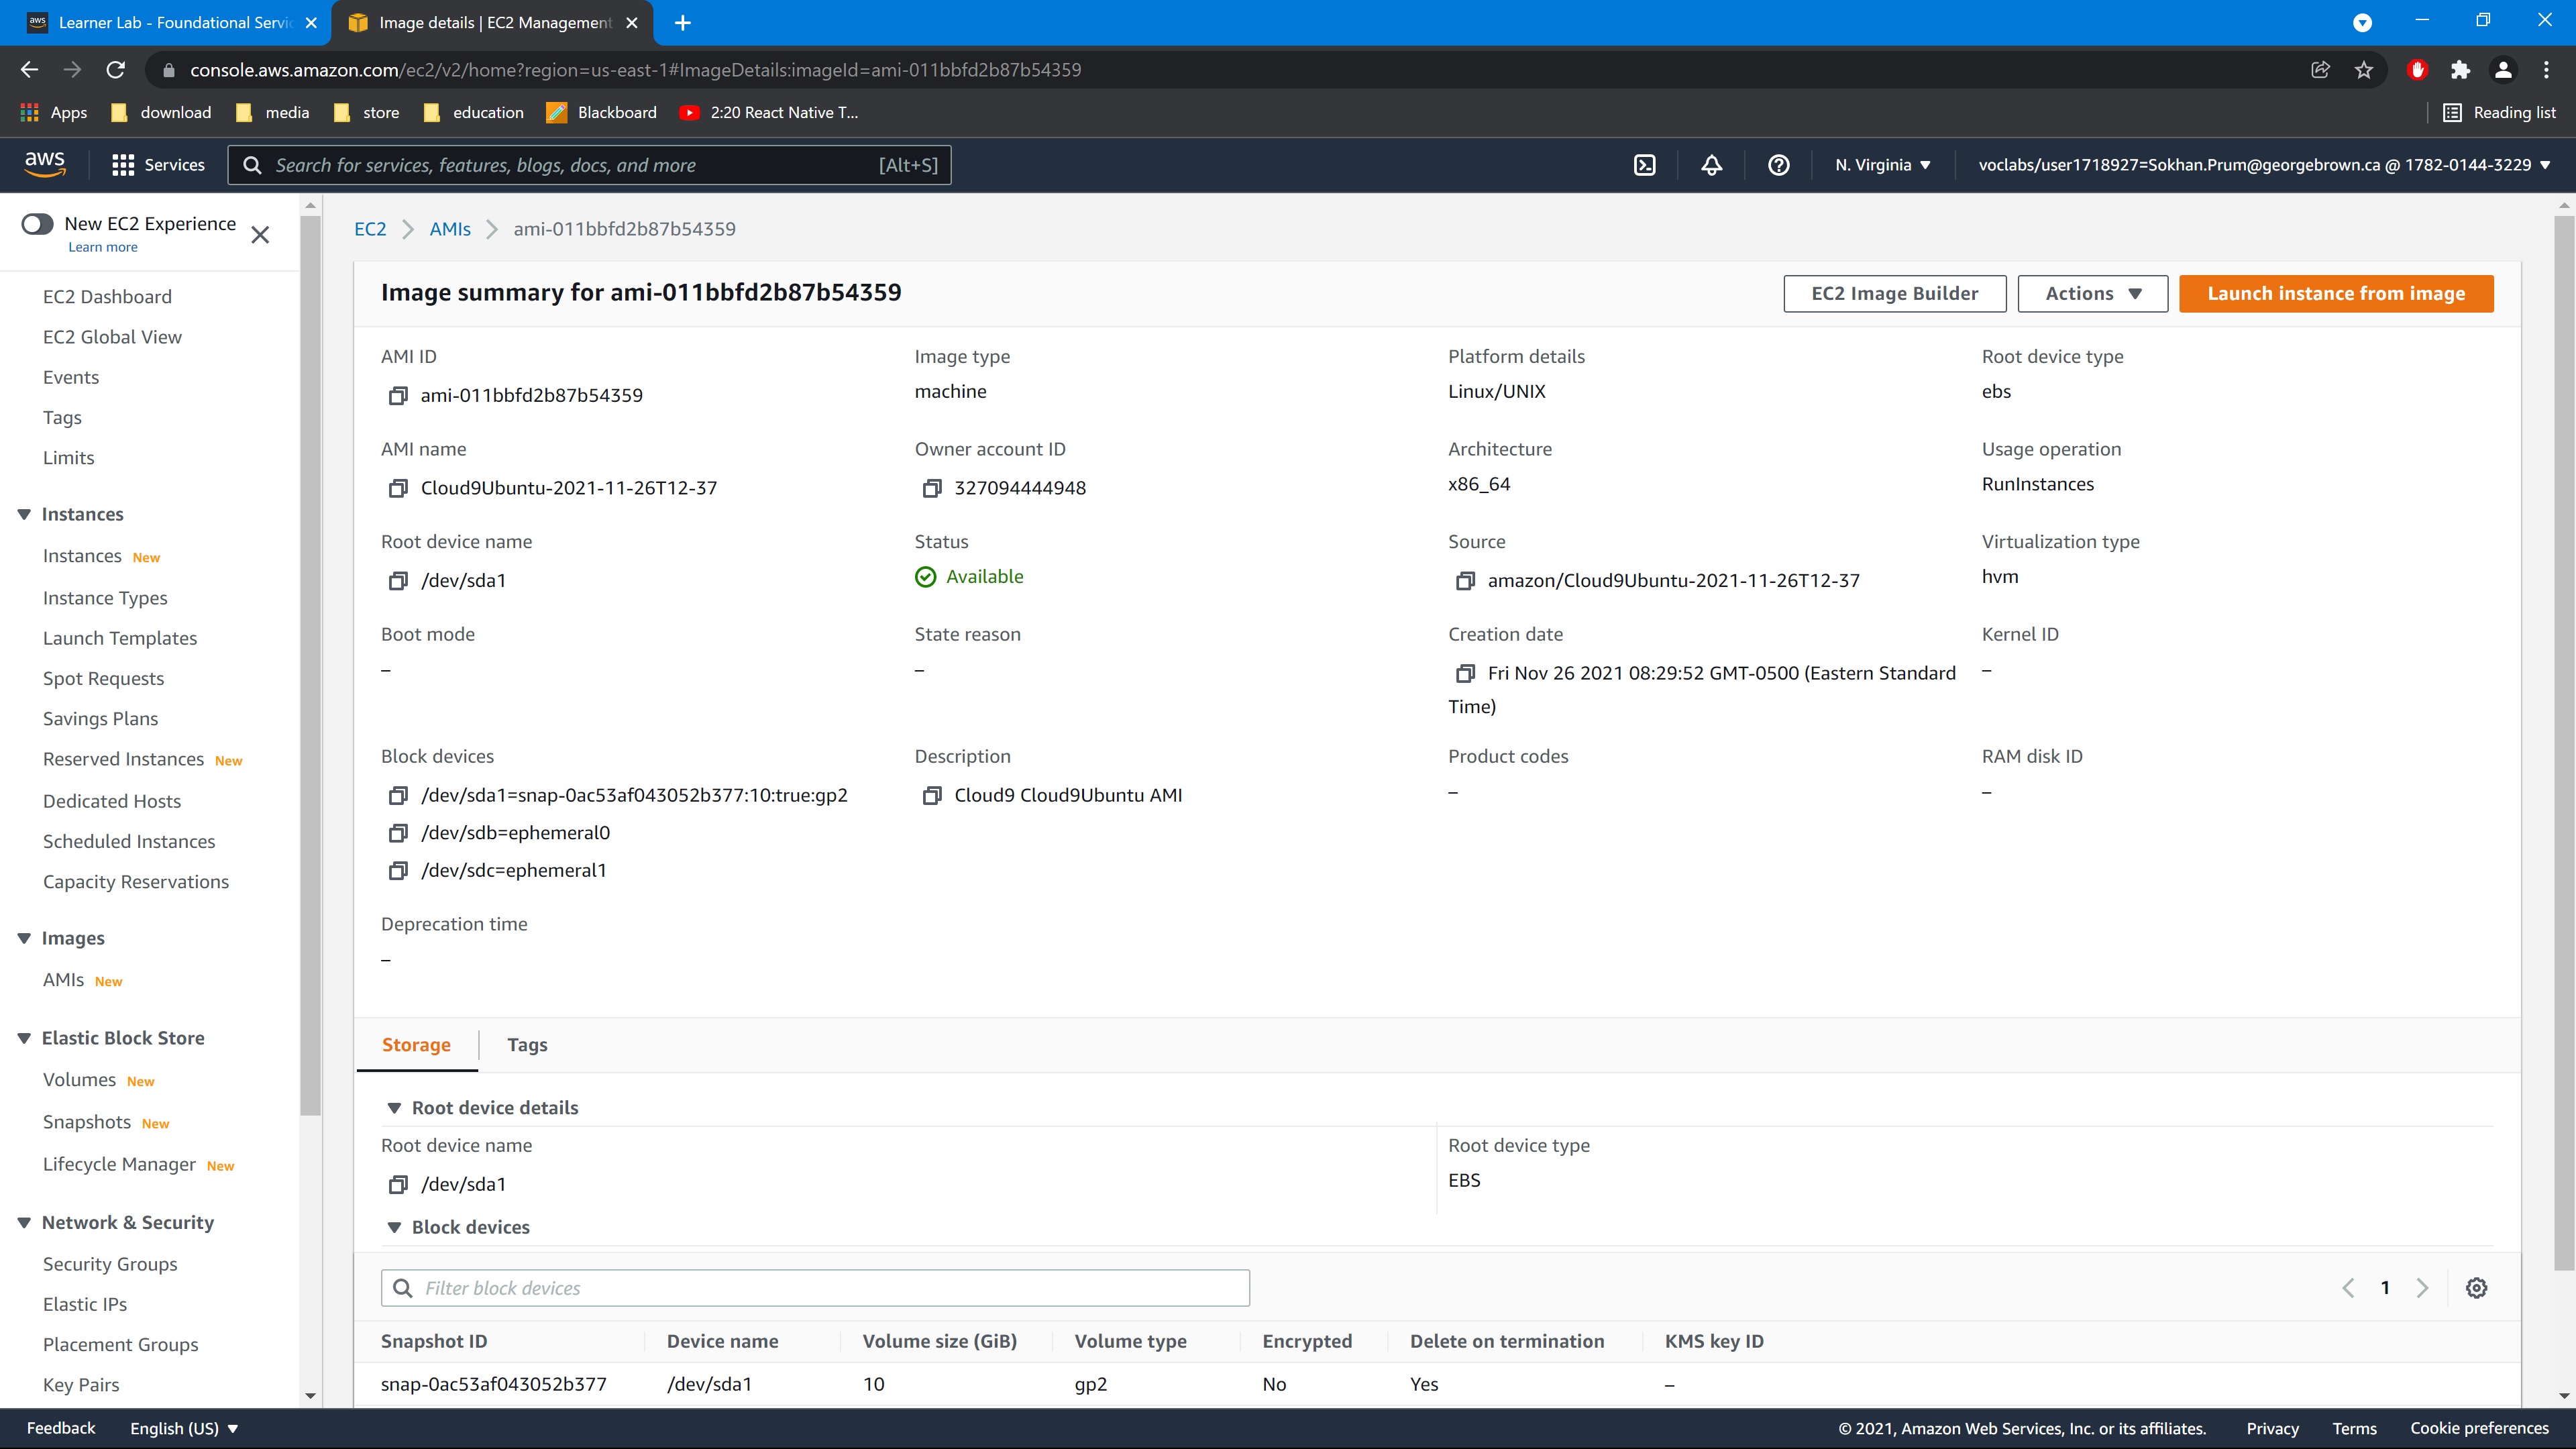 aws Learner Lab - Foundational Servic
Image details | EC2 Management
console.aws.amazon.com/ec2/v2/home?region=us-east-1#ImageDetails:imageId=ami-011bbfd2b87b54359
Apps download media store education Blackboard 2:20 React Native T... Reading list
aws Services Search for services, features, blogs, docs, and more [Alt+S] N. Virginia voclabs/user1718927=Sokhan.Prum@georgebrown.ca @ 1782-0144-3229
New EC2 Experience
Learn more
EC2 Dashboard
EC2 Global View
Events
Tags
Limits
Instances
Instances New
Instance Types
Launch Templates
Spot Requests
Savings Plans
Reserved Instances New
Dedicated Hosts
Scheduled Instances
Capacity Reservations
Images
AMIs New
Elastic Block Store
Volumes New
Snapshots New
Lifecycle Manager New
Network & Security
Security Groups
Elastic IPs
Placement Groups
Key Pairs
EC2 > AMIs > ami-011bbfd2b87b54359
Image summary for ami-011bbfd2b87b54359 EC2 Image Builder Actions Launch instance from image
AMI ID Image type Platform details Root device type
ami-011bbfd2b87b54359 machine Linux/UNIX ebs
AMI name Owner account ID Architecture Usage operation
Cloud9Ubuntu-2021-11-26T12-37 327094444948 x86_64 RunInstances
Root device name Status Source Virtualization type
/dev/sda1 Available amazon/Cloud9Ubuntu-2021-11-26T12-37 hvm
Boot mode State reason Creation date Kernel ID
– – Fri Nov 26 2021 08:29:52 GMT-0500 (Eastern Standard –
Time)
Block devices Description Product codes RAM disk ID
/dev/sda1=snap-0ac53af043052b377:10:true:gp2 Cloud9 Cloud9Ubuntu AMI – –
/dev/sdb=ephemeral0
/dev/sdc=ephemeral1
Deprecation time
–
Storage Tags
Root device details
Root device name Root device type
/dev/sda1 EBS
Block devices
Filter block devices 1
Snapshot ID Device name Volume size (GiB) Volume type Encrypted Delete on termination KMS key ID
snap-0ac53af043052b377 /dev/sda1 10 gp2 No Yes –
Feedback English (US) © 2021, Amazon Web Services, Inc. or its affiliates. Privacy Terms Cookie preferences